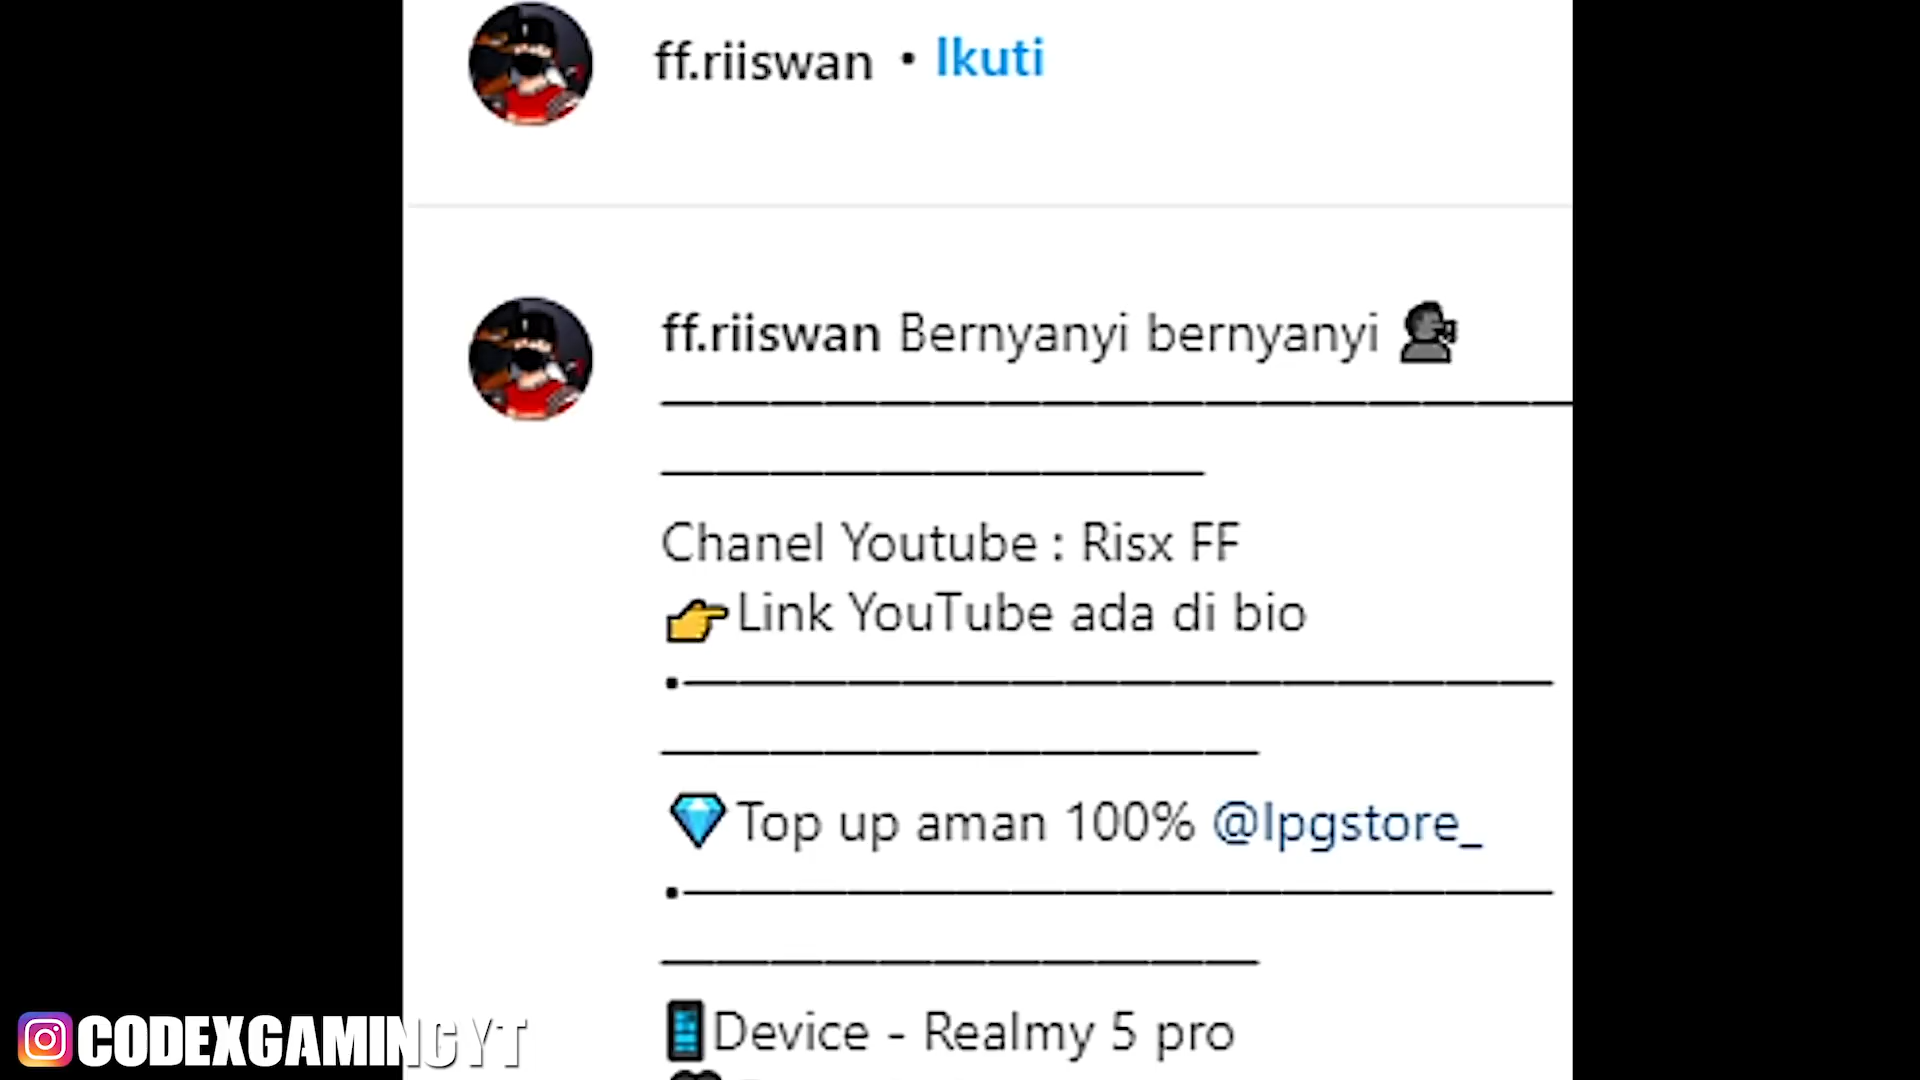 ff.riiswan • Ikuti
ff.riiswan Bernyanyi bernyanyi 🗣
Chanel Youtube : Risx FF
👉Link YouTube ada di bio
•
💎Top up aman 100% @lpgstore_
•
📱Device - Realmy 5 pro
CODEXGAMINGYT